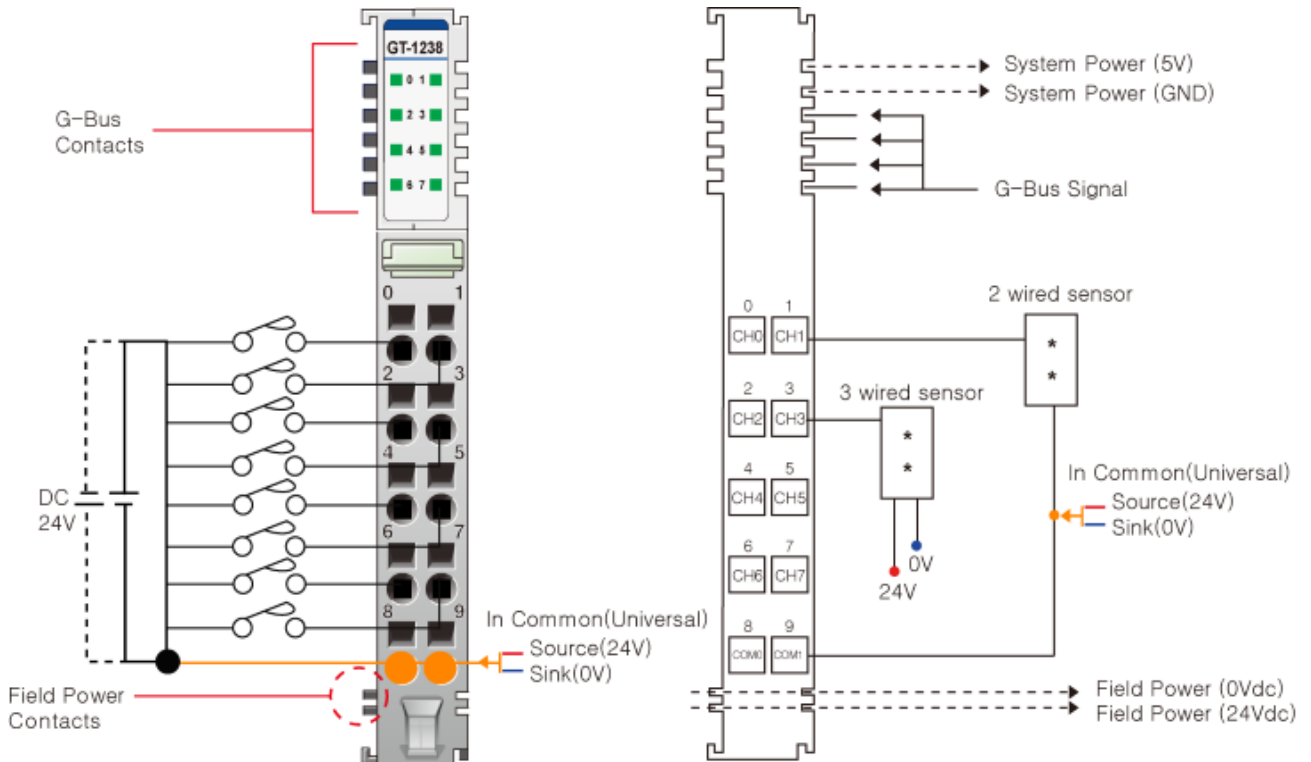 GT-1238
0 1
2 3
4 5
6 7
G-Bus
Contacts
0 1
2 3
4 5
6 7
8 9
DC
24V
In Common(Universal)
Source(24V)
Sink(0V)
Field Power
Contacts
System Power (5V)
System Power (GND)
G-Bus Signal
2 wired sensor
*
*
3 wired sensor
*
*
0V
24V
0 1
CH0 CH1
2 3
CH2 CH3
4 5
CH4 CH5
6 7
CH6 CH7
8 9
COM0 COM1
In Common(Universal)
Source(24V)
Sink(0V)
Field Power (0Vdc)
Field Power (24Vdc)